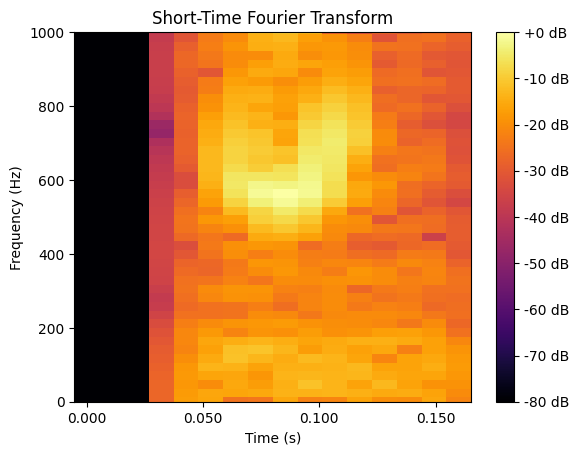 Short-Time Fourier Transform
1000
800
600
400
200
0
Frequency (Hz)
0.000
0.050
0.100
0.150
Time (s)
+0 dB
-10 dB
-20 dB
-30 dB
-40 dB
-50 dB
-60 dB
-70 dB
-80 dB